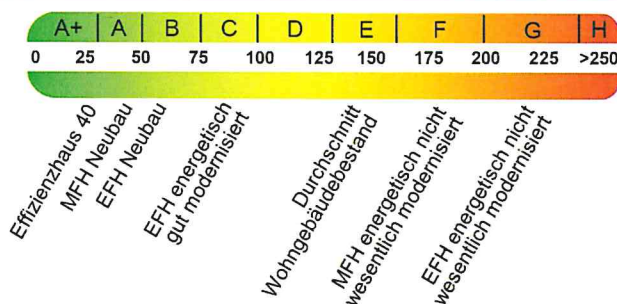 A+ A B C D E F G H
0 25 50 75 100 125 150 175 200 225 >250
Effizienzhaus 40
MFH Neubau
EFH Neubau
EFH energetisch
gut modernisiert
Durchschnitt
Wohngebäudebestand
MFH energetisch nicht
wesentlich modernisiert
EFH energetisch nicht
wesentlich modernisiert